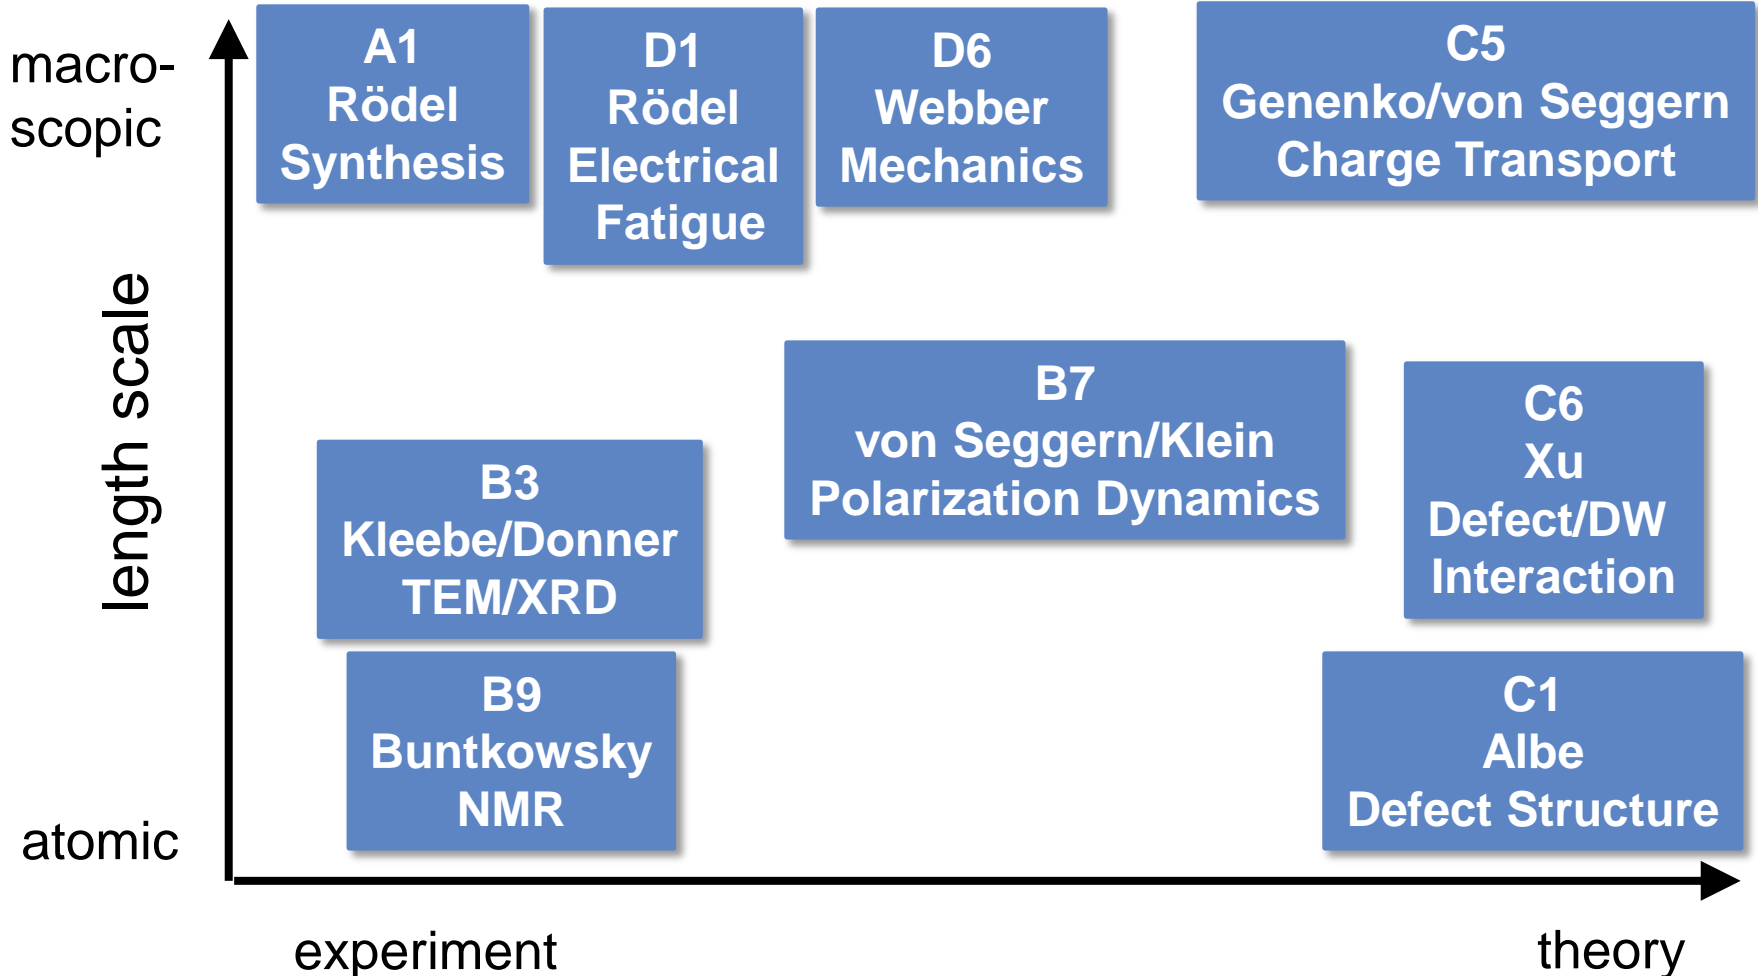 macro-
scopic
A1
Rödel
Synthesis
D1
Rödel
Electrical
Fatigue
D6
Webber
Mechanics
C5
Genenko/von Seggern
Charge Transport
length scale
B7
von Seggern/Klein
Polarization Dynamics
C6
Xu
Defect/DW
Interaction
B3
Kleebe/Donner
TEM/XRD
B9
Buntkowsky
NMR
C1
Albe
Defect Structure
atomic
experiment
theory